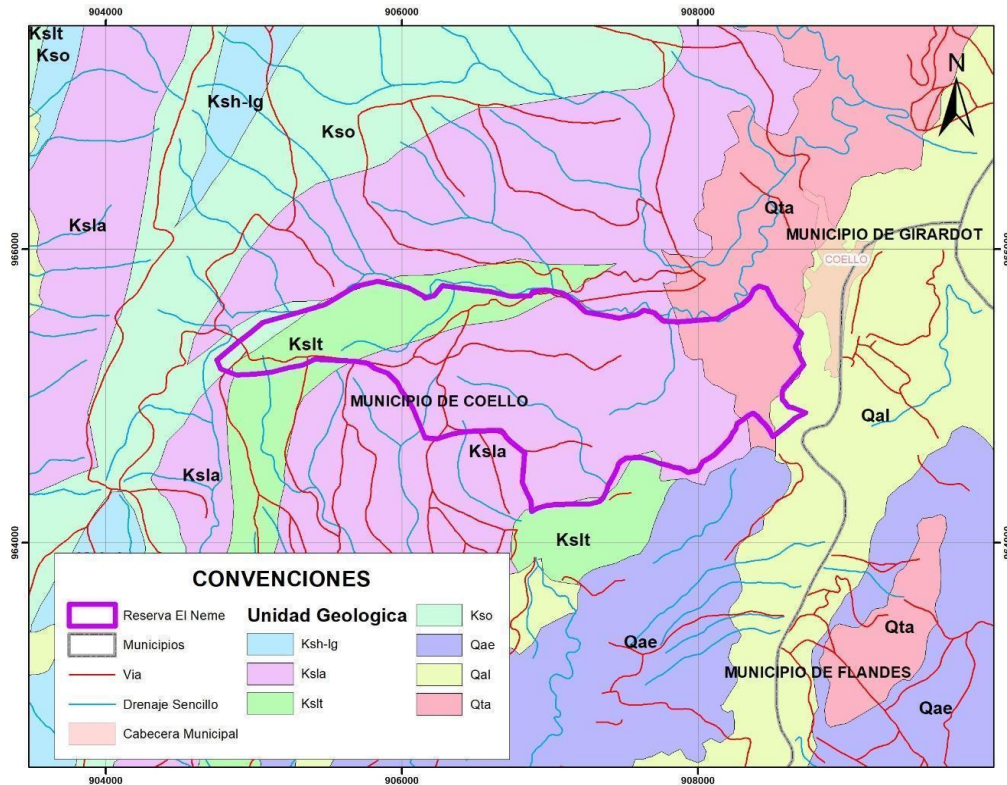 904000
906000
908000
Kslt
Kso
Ksh-lg
Kso
N
Ksla
Qta
966000
MUNICIPIO DE GIRARDOT
COELLO
Kslt
MUNICIPIO DE COELLO
Qal
Ksla
Ksla
964000
964000
Kslt
CONVENCIONES
Reserva El Neme
Municipios
Via
Drenaje Sencillo
Cabecera Municipal
Unidad Geologica
Ksh-lg
Ksla
Kslt
Kso
Qae
Qal
Qta
Qae
Qta
MUNICIPIO DE FLANDES
Qae
904000
906000
908000